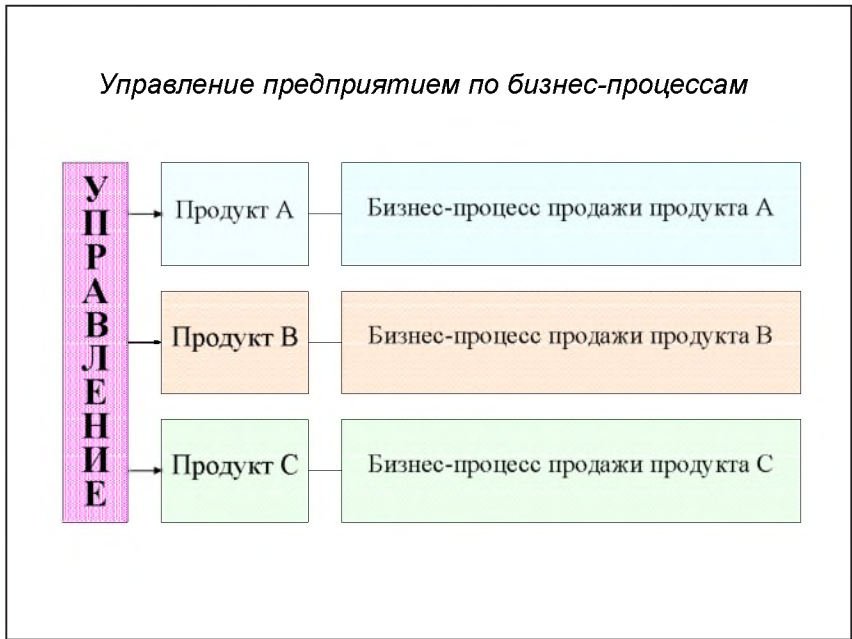 Управление предприятием по бизнес-процессам
УПРАВЛЕНИЕ
Продукт А
Бизнес-процесс продажи продукта А
Продукт В
Бизнес-процесс продажи продукта В
Продукт С
Бизнес-процесс продажи продукта С